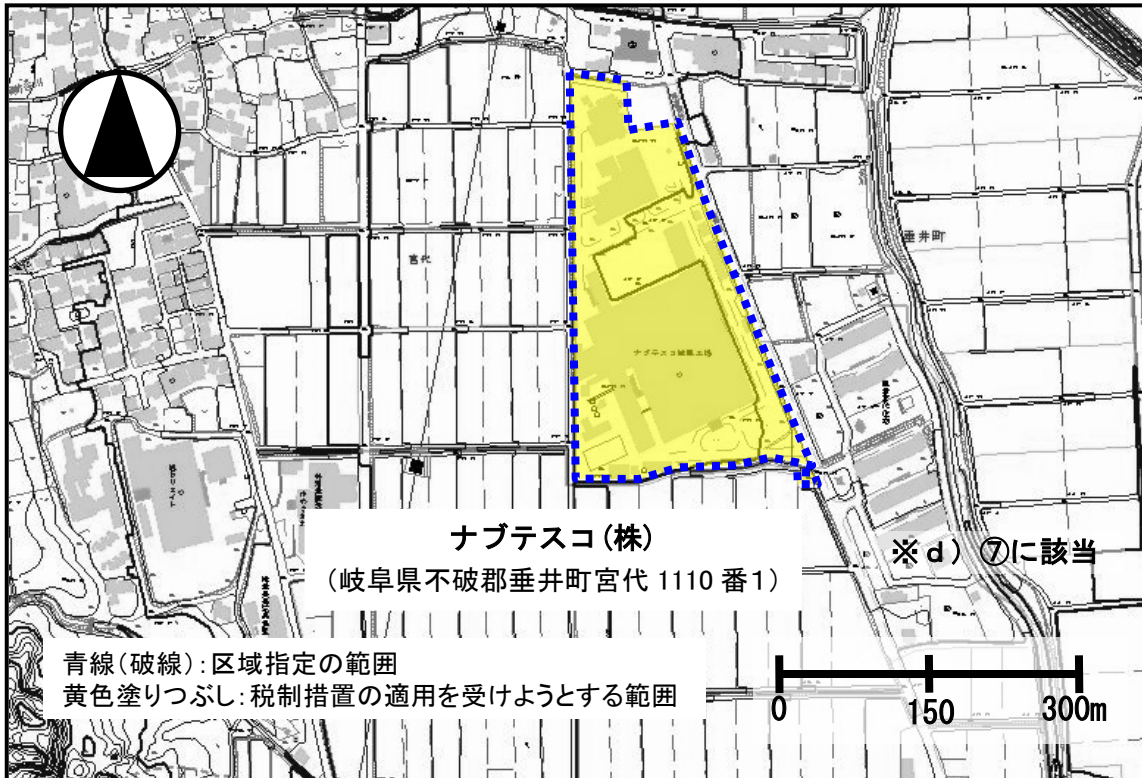 垂井町
宮代
ナブテスコ(株)
(岐阜県不破郡垂井町宮代 1110 番1)
※d) ⑦に該当
青線(破線):区域指定の範囲
黄色塗りつぶし:税制措置の適用を受けようとする範囲
0 150 300m